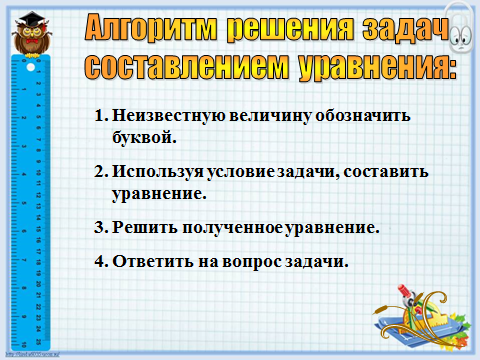 Алгоритм решения задач
составлением уравнения:
1. Неизвестную величину обозначить
буквой.
2. Используя условие задачи, составить
уравнение.
3. Решить полученное уравнение.
4. Ответить на вопрос задачи.